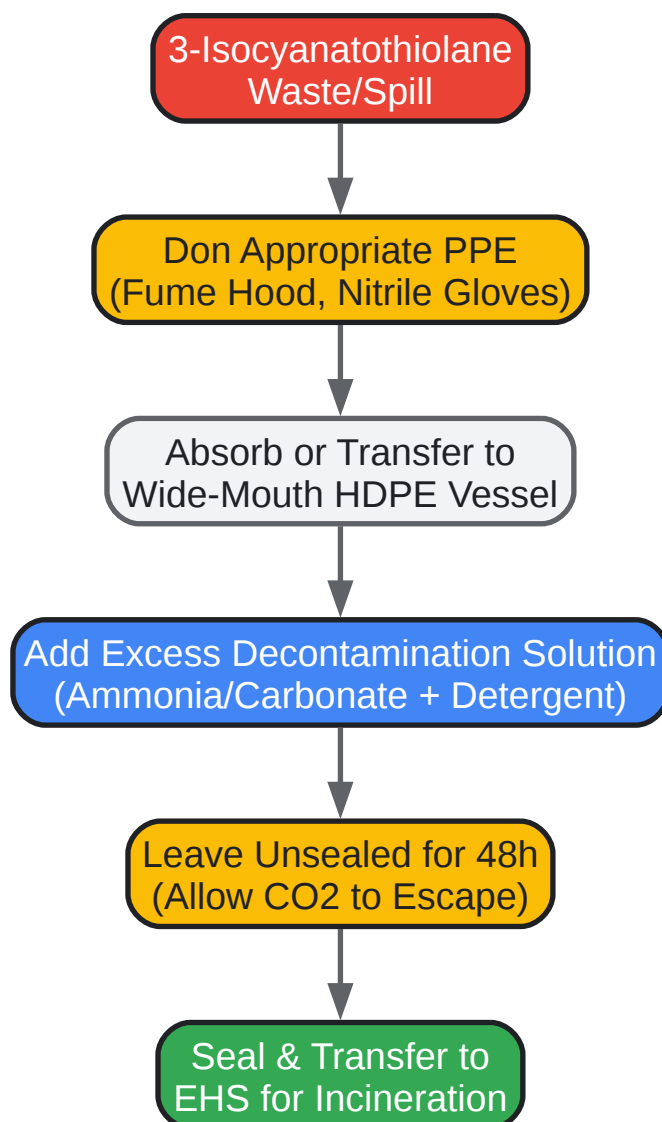 3-Isocyanatothiolane
Waste/Spill
Don Appropriate PPE
(Fume Hood, Nitrile Gloves)
Absorb or Transfer to
Wide-Mouth HDPE Vessel
Add Excess Decontamination Solution
(Ammonia/Carbonate + Detergent)
Leave Unsealed for 48h
(Allow CO2 to Escape)
Seal & Transfer to
EHS for Incineration